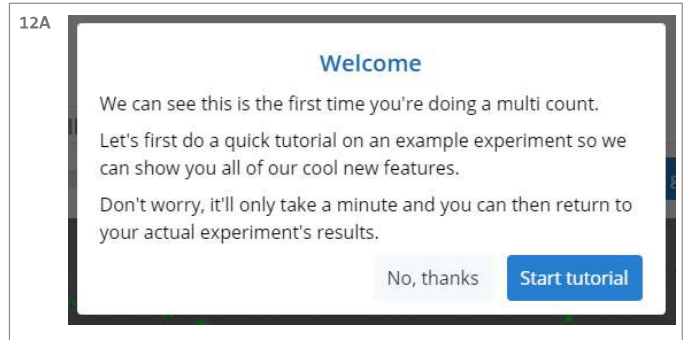 12A
Welcome
We can see this is the first time you're doing a multi count.
Let's first do a quick tutorial on an example experiment so we
can show you all of our cool new features.
Don't worry, it'll only take a minute and you can then return to
your actual experiment's results.
No, thanks
Start tutorial